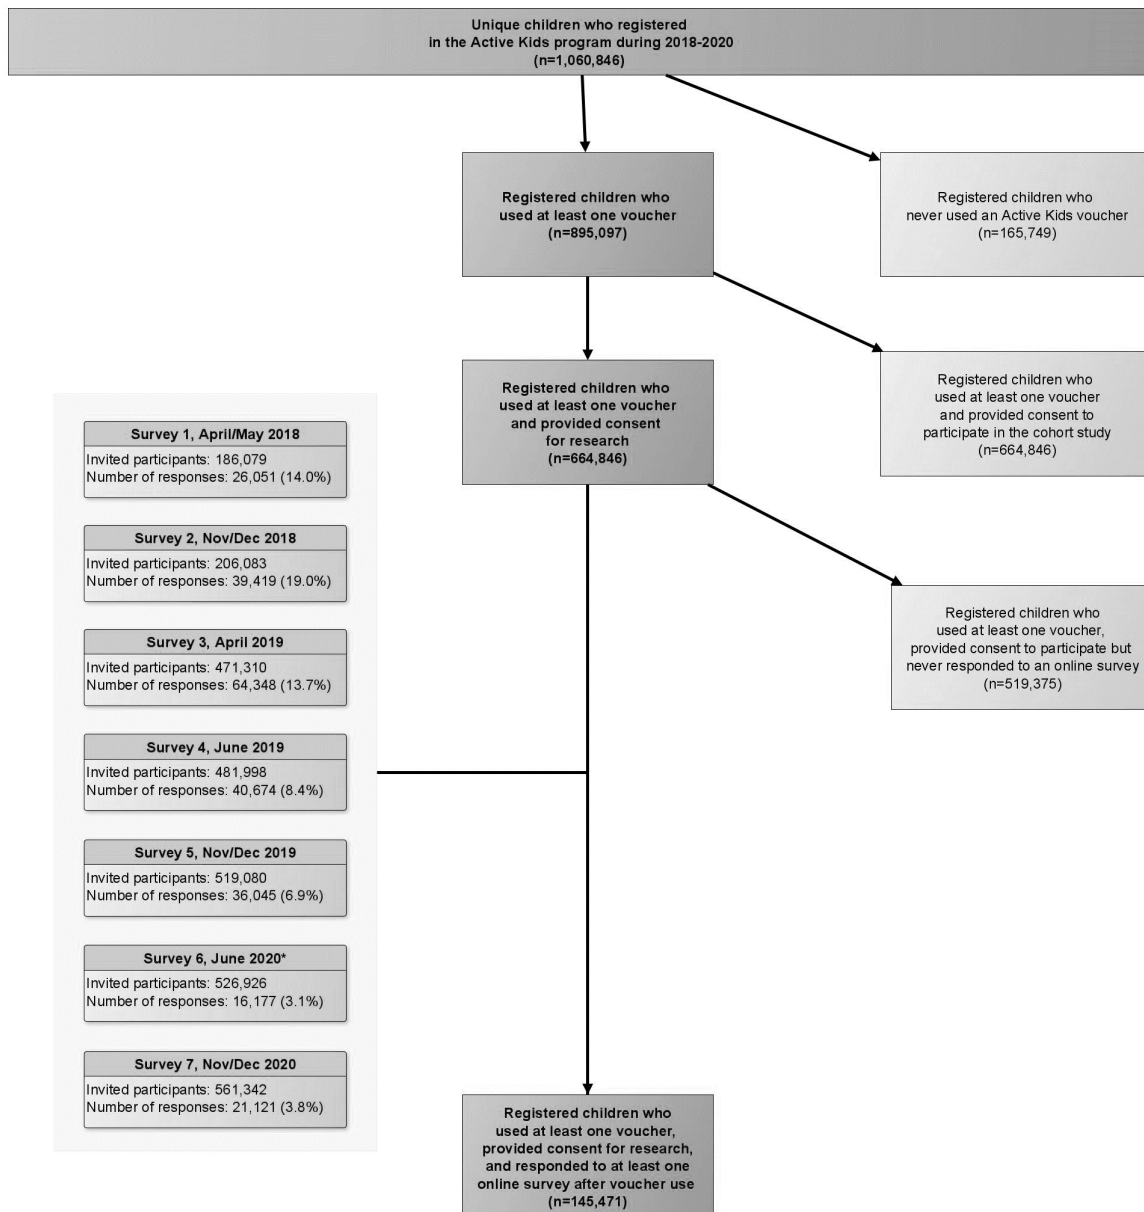 Unique children who registered
in the Active Kids program during 2018-2020
(n=1,060,846)
Registered children who
used at least one voucher
(n=895,097)
Registered children who
never used an Active Kids voucher
(n=165,749)
Registered children who
used at least one voucher
and provided consent
for research
(n=664,846)
Registered children who
used at least one voucher
and provided consent to
participate in the cohort study
(n=664,846)
Survey 1, April/May 2018
Invited participants: 186,079
Number of responses: 26,051 (14.0%)
Survey 2, Nov/Dec 2018
Invited participants: 206,083
Number of responses: 39,419 (19.0%)
Survey 3, April 2019
Invited participants: 471,310
Number of responses: 64,348 (13.7%)
Survey 4, June 2019
Invited participants: 481,998
Number of responses: 40,674 (8.4%)
Survey 5, Nov/Dec 2019
Invited participants: 519,080
Number of responses: 36,045 (6.9%)
Survey 6, June 2020*
Invited participants: 526,926
Number of responses: 16,177 (3.1%)
Survey 7, Nov/Dec 2020
Invited participants: 561,342
Number of responses: 21,121 (3.8%)
Registered children who
used at least one voucher,
provided consent to participate but
never responded to an online survey
(n=519,375)
Registered children who
used at least one voucher,
provided consent for research,
and responded to at least one
online survey after voucher use
(n=145,471)